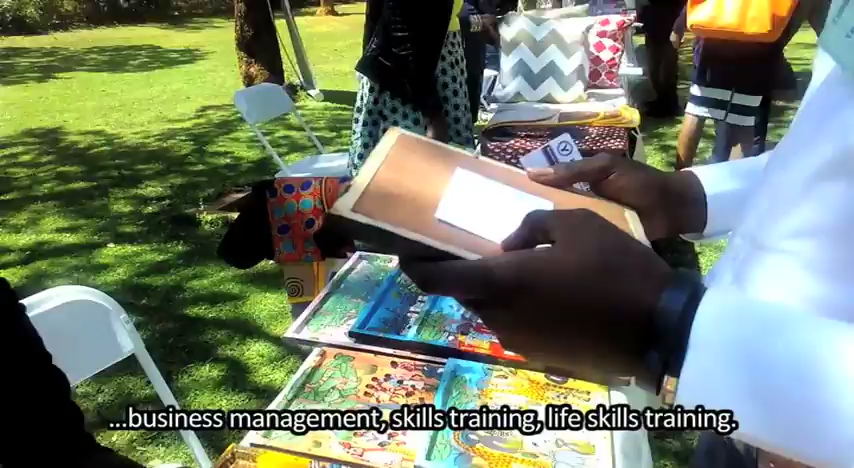 ...business management, skills training, life skills training.